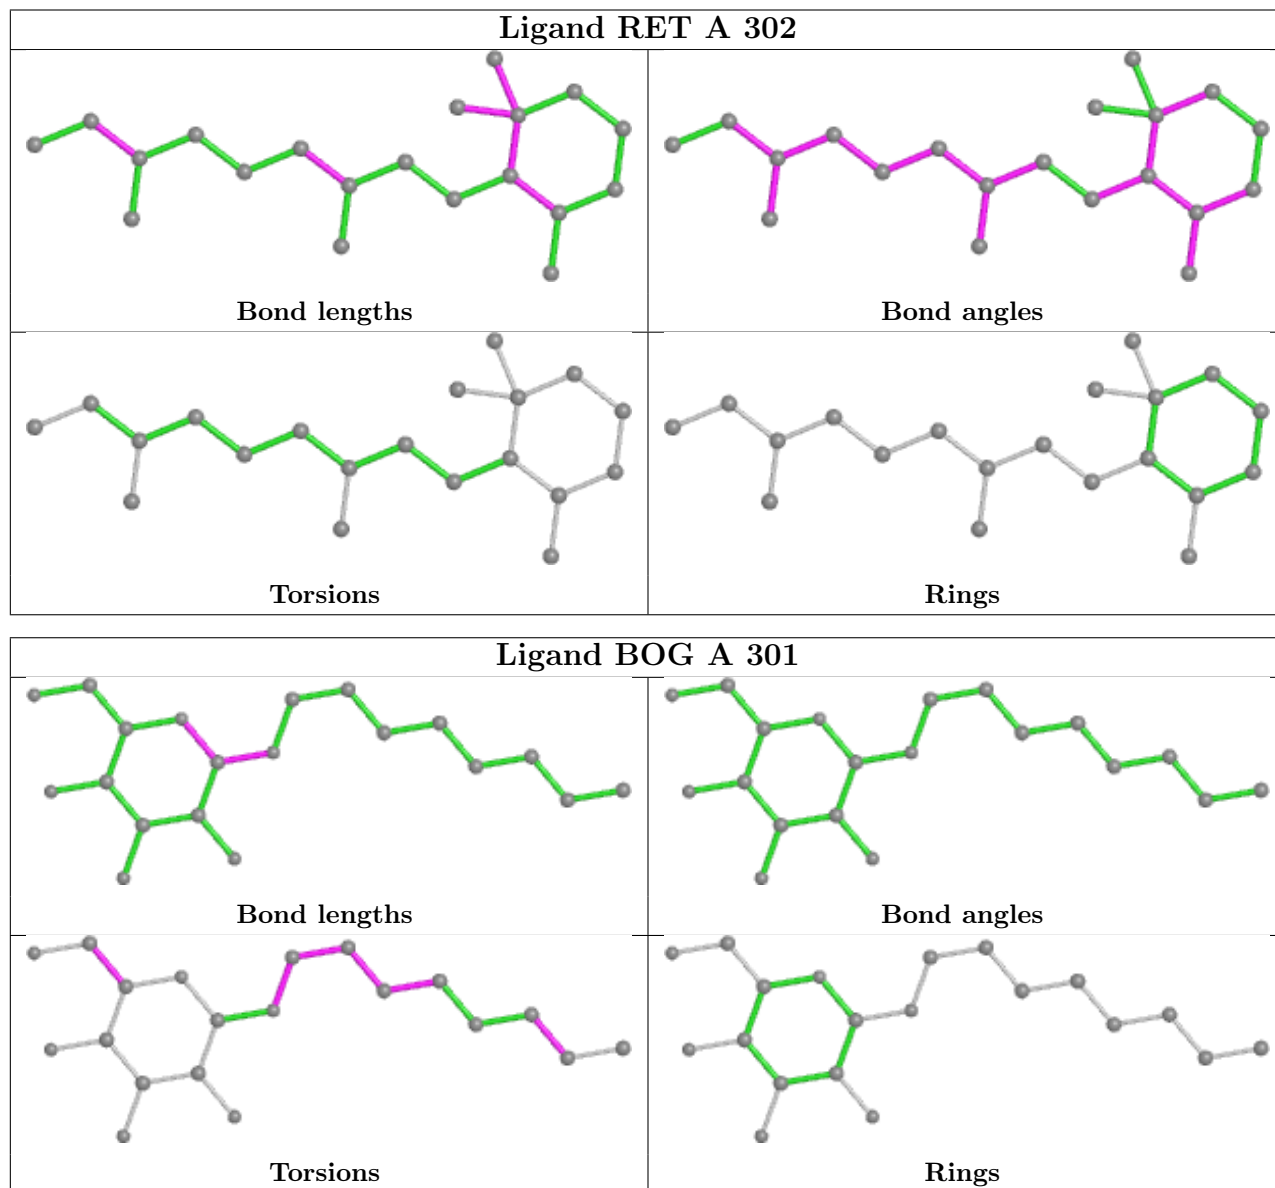 Ligand RET A 302
Bond lengths
Bond angles
Torsions
Rings
Ligand BOG A 301
Bond lengths
Bond angles
Torsions
Rings